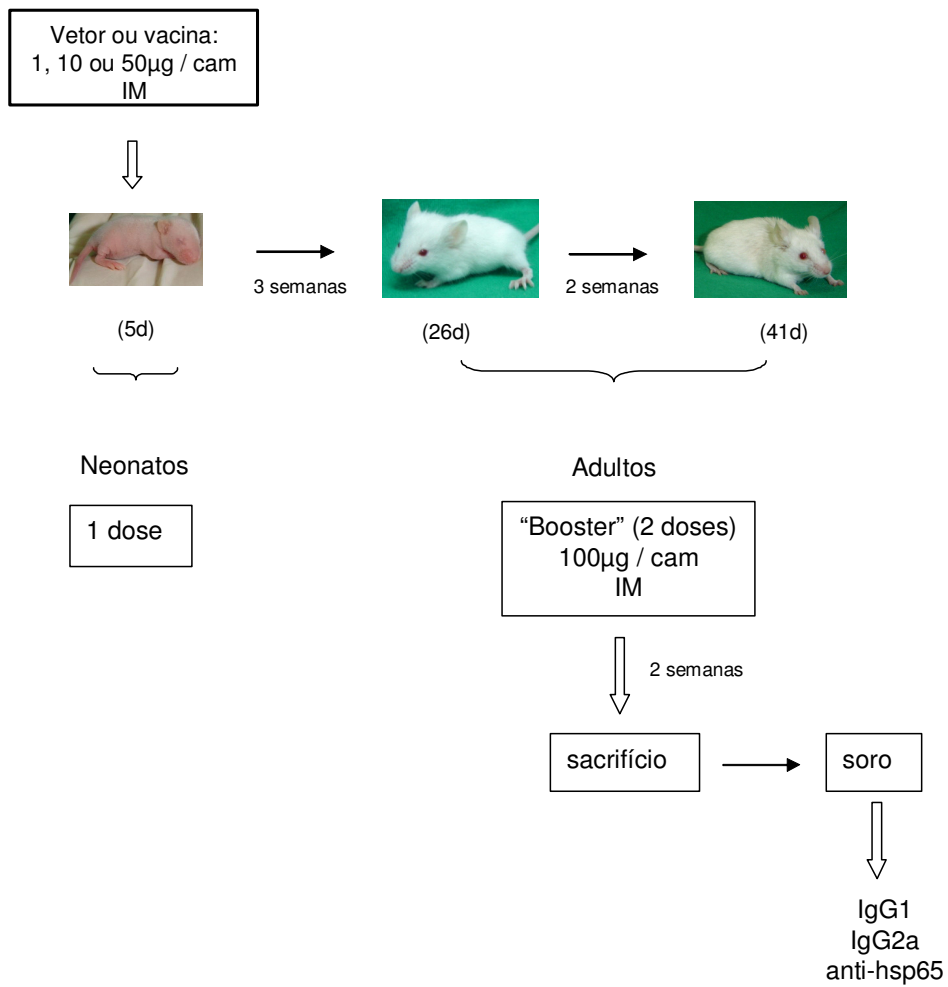 Vetor ou vacina:
1, 10 ou 50µg / cam
IM
3 semanas
2 semanas
(5d)
(26d)
(41d)
Neonatos
Adultos
1 dose
“Booster” (2 doses)
100µg / cam
IM
2 semanas
sacrifício
soro
IgG1
IgG2a
anti-hsp65